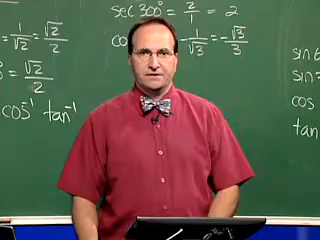 sec 300° = 2/1 = 2
= 1/√2 = √2/2
-1/√3 = -√3/3
= √2/2
cos⁻¹ tan⁻¹
sin
sin
cos
tan